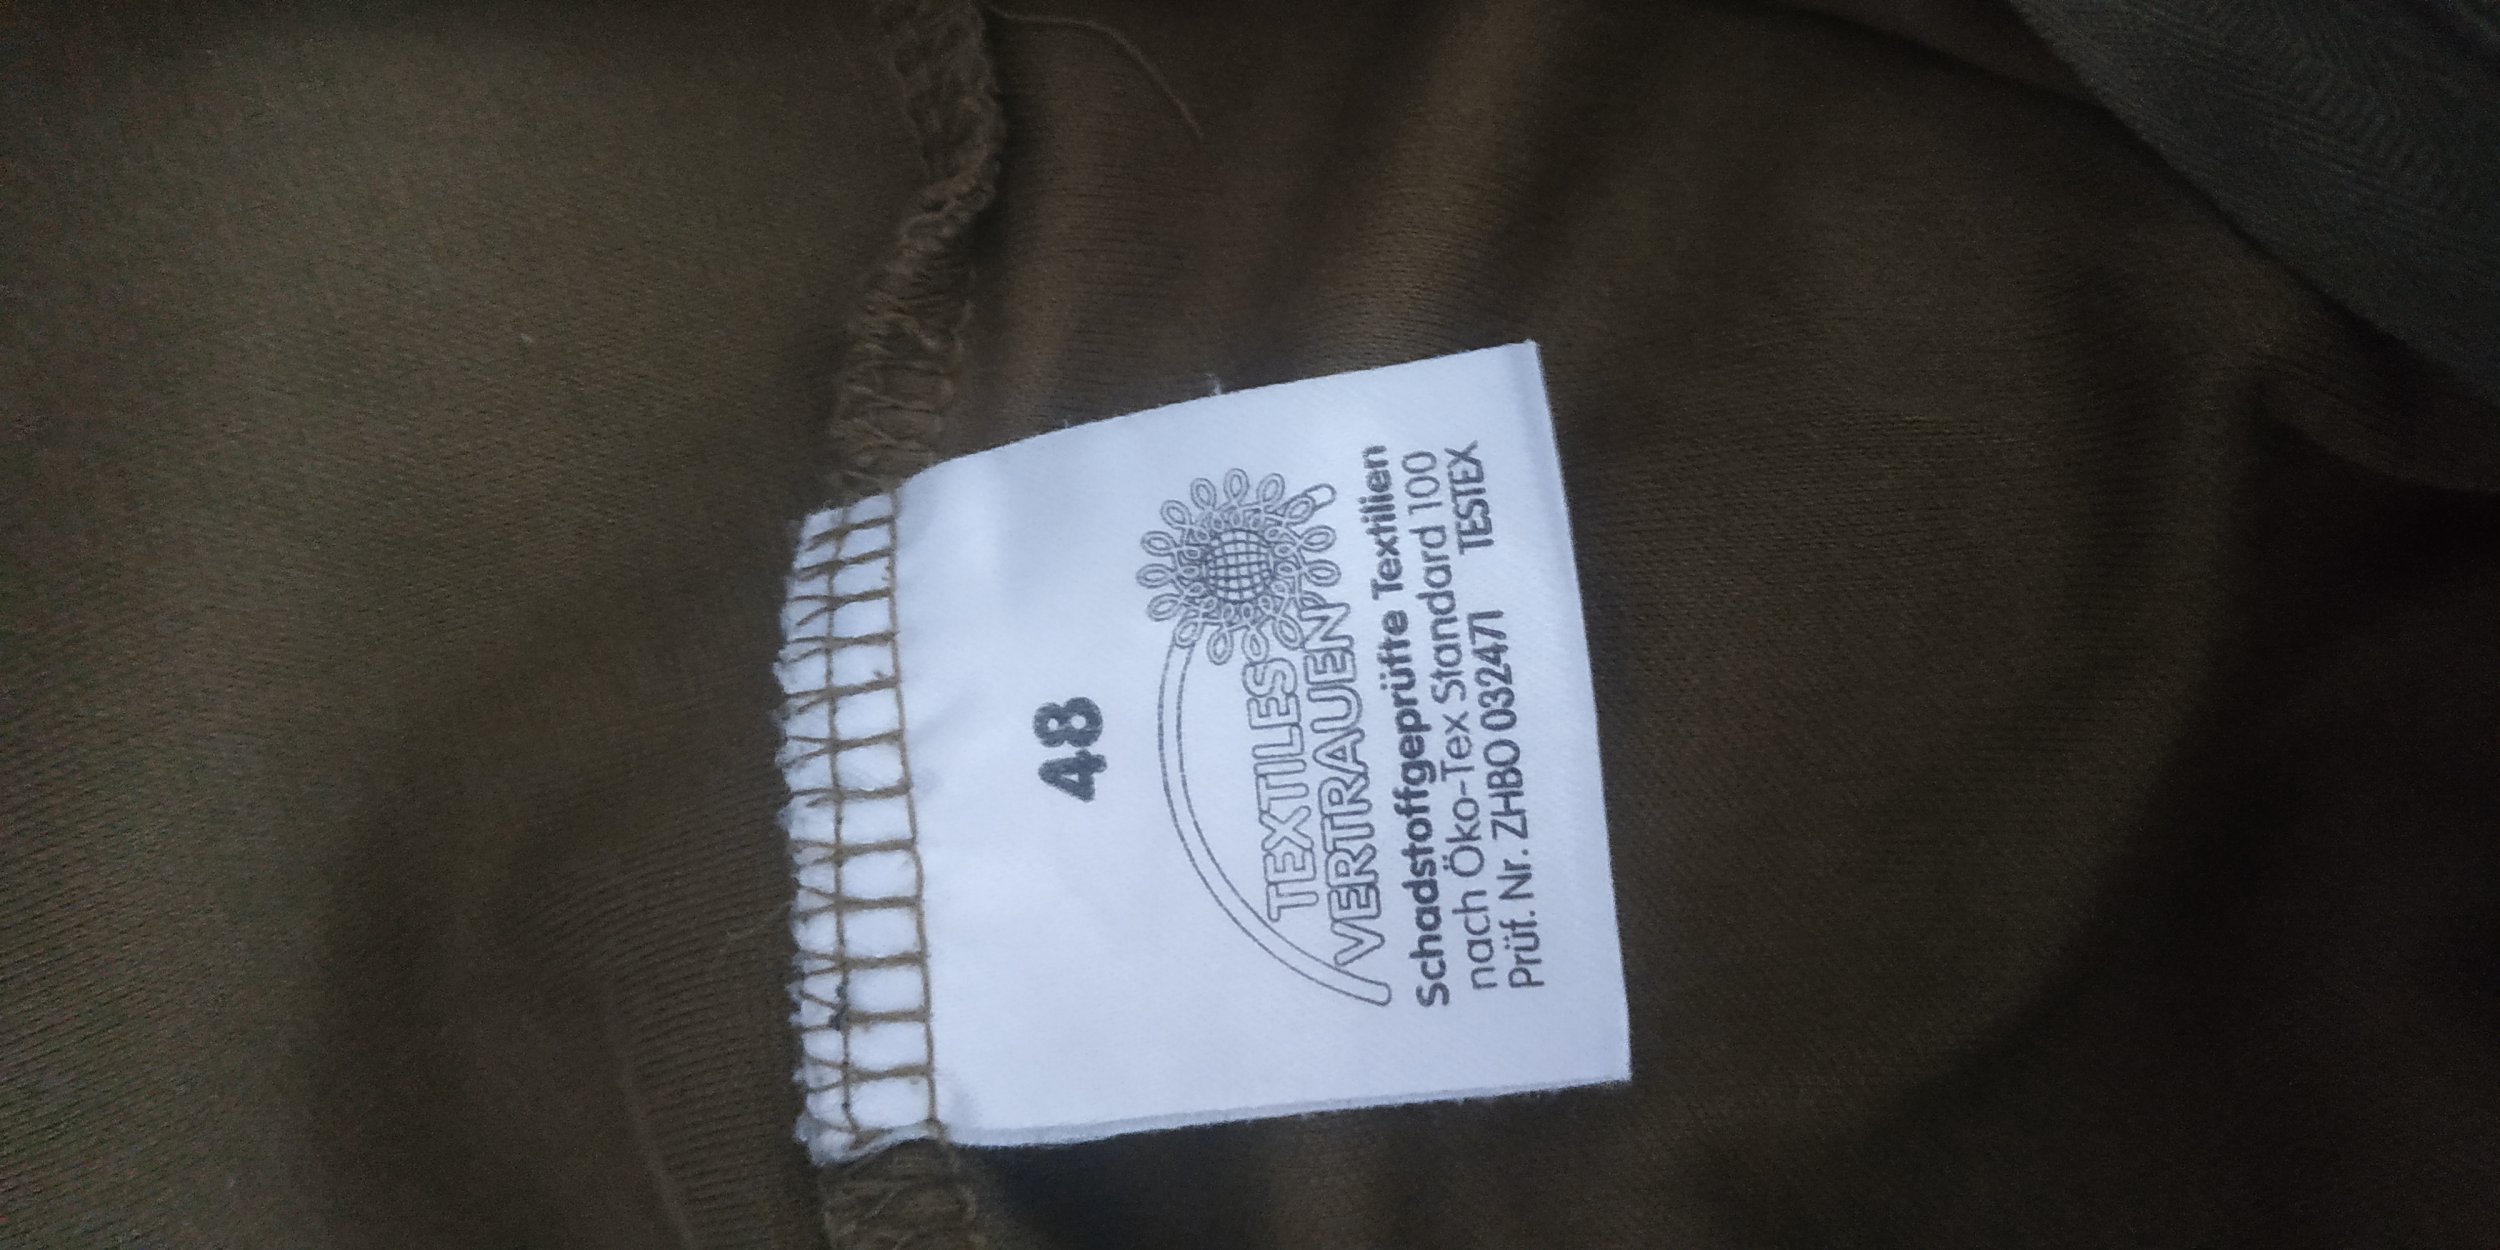 48
TEXTILES
VERTRAUEN
Schadstoffgeprüfte Textilien
nach Öko-Tex Standard 100
Prüf. Nr. ZHBO 032471 TESTEX